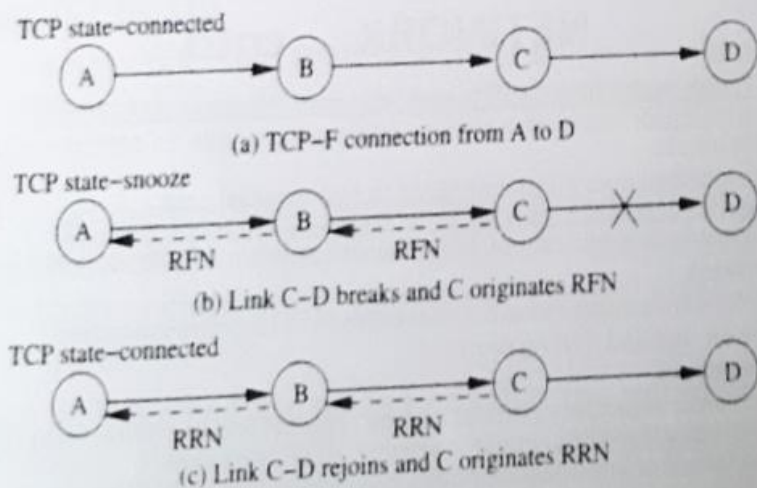 TCP state-connected
A B C D
(a) TCP-F connection from A to D
TCP state-snooze
A B C D
RFN RFN
(b) Link C-D breaks and C originates RFN
TCP state-connected
A B C D
RRN RRN
(c) Link C-D rejoins and C originates RRN